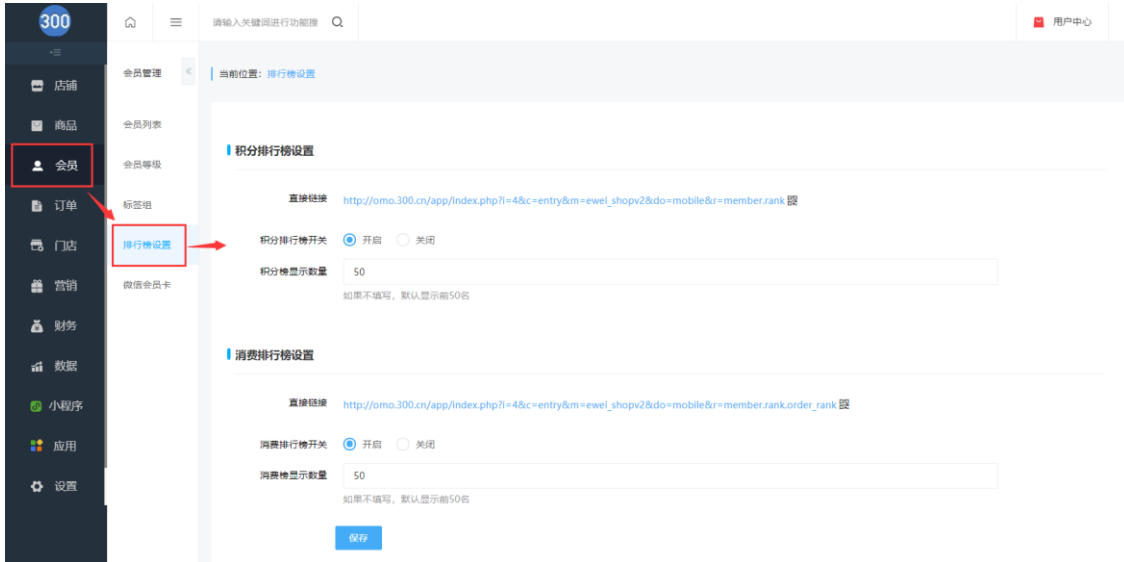 300
请输入关键词进行功能搜
用户中心
店铺
商品
会员
订单
门店
营销
财务
数据
小程序
应用
设置
会员管理
会员列表
会员等级
标签组
排行榜设置
微信会员卡
当前位置：排行榜设置
积分排行榜设置
直接链接 http://omo.300.cn/app/index.php?i=4&c=entry&m=ewei_shopv2&do=mobile&r=member.rank
积分排行榜开关 开启 关闭
积分榜显示数量 50
如果不填写，默认显示前50名
消费排行榜设置
直接链接 http://omo.300.cn/app/index.php?i=4&c=entry&m=ewei_shopv2&do=mobile&r=member.rank.order_rank
消费排行榜开关 开启 关闭
消费榜显示数量 50
如果不填写，默认显示前50名
保存